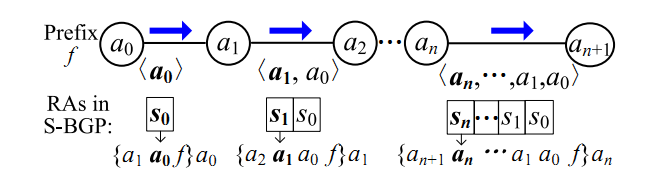 Prefix f
a₀ a₁ a₂ ··· aₙ aₙ₊₁
⟨a₀⟩ ⟨a₁, a₀⟩ ⟨aₙ,···,a₁,a₀⟩
RAs in S-BGP:
s₀ s₁ s₀ sₙ ··· s₁ s₀
{a₁ a₀ f}a₀ {a₂ a₁ a₀ f}a₁ {aₙ₊₁ aₙ ··· a₁ a₀ f}aₙ